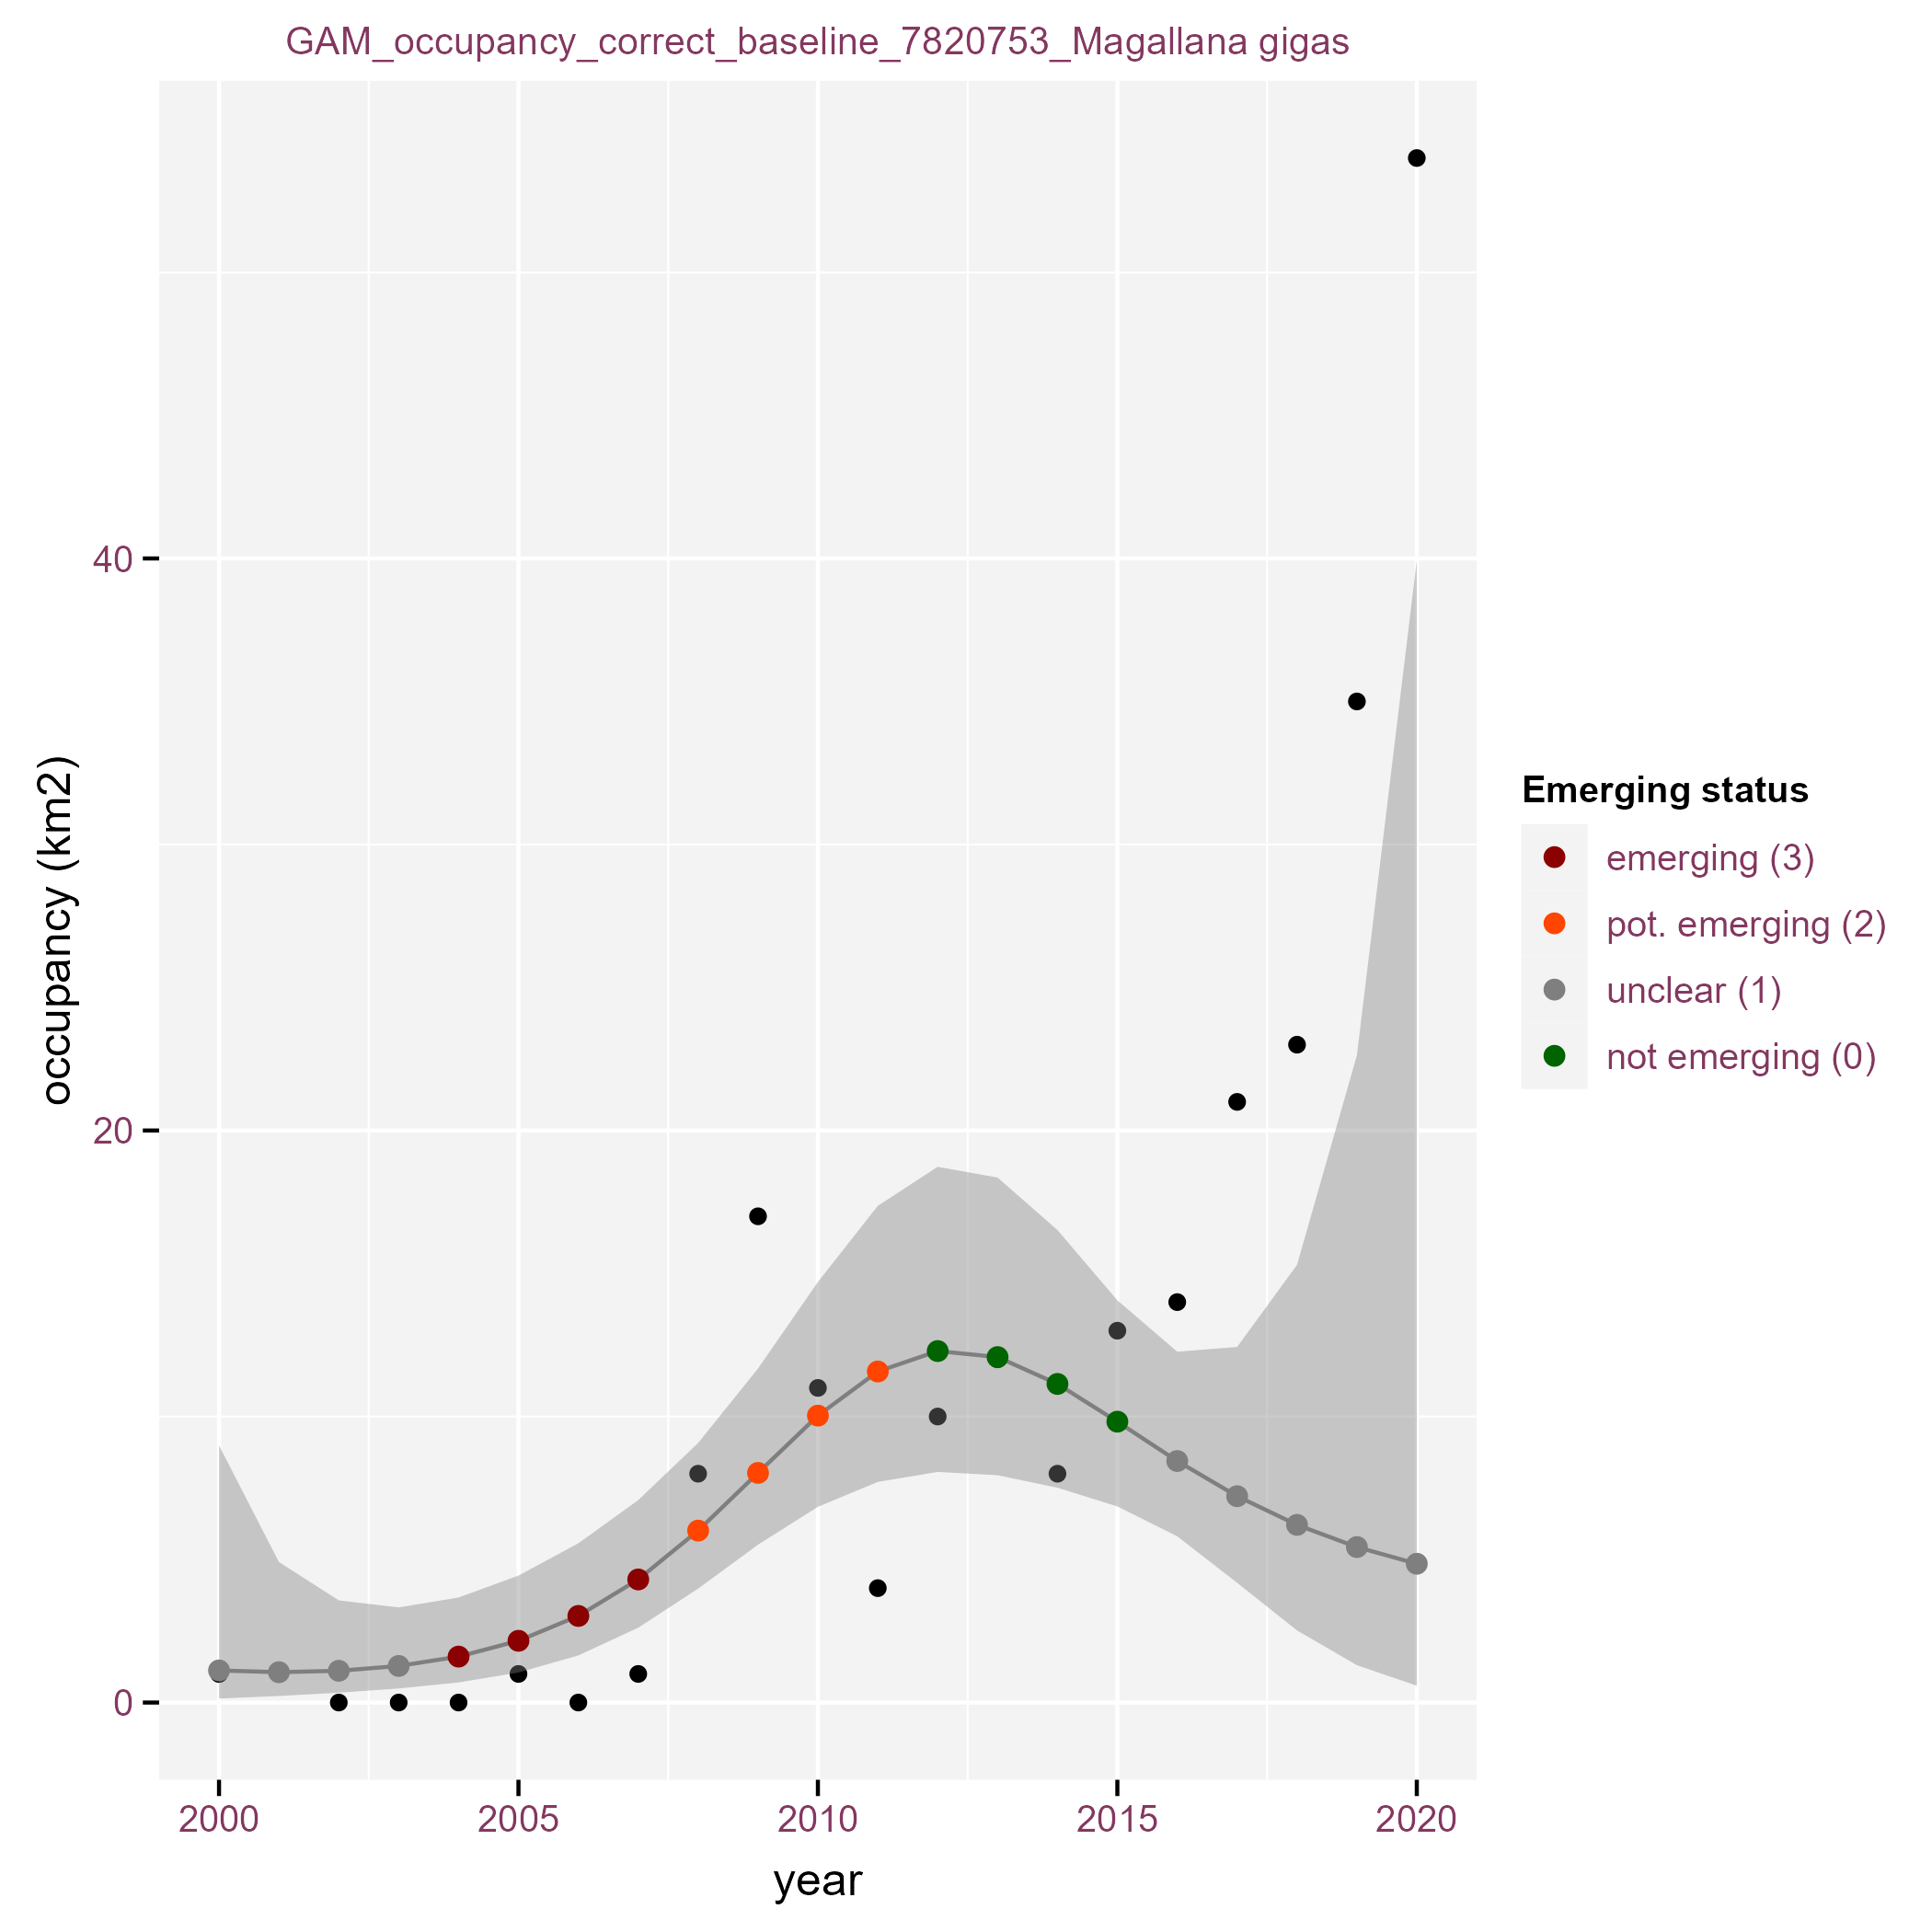 GAM_occupancy_correct_baseline_7820753_Magallana gigas
occupancy (km2)
40
20
0
2000 2005 2010 2015 2020
year
Emerging status
emerging (3)
pot. emerging (2)
unclear (1)
not emerging (0)